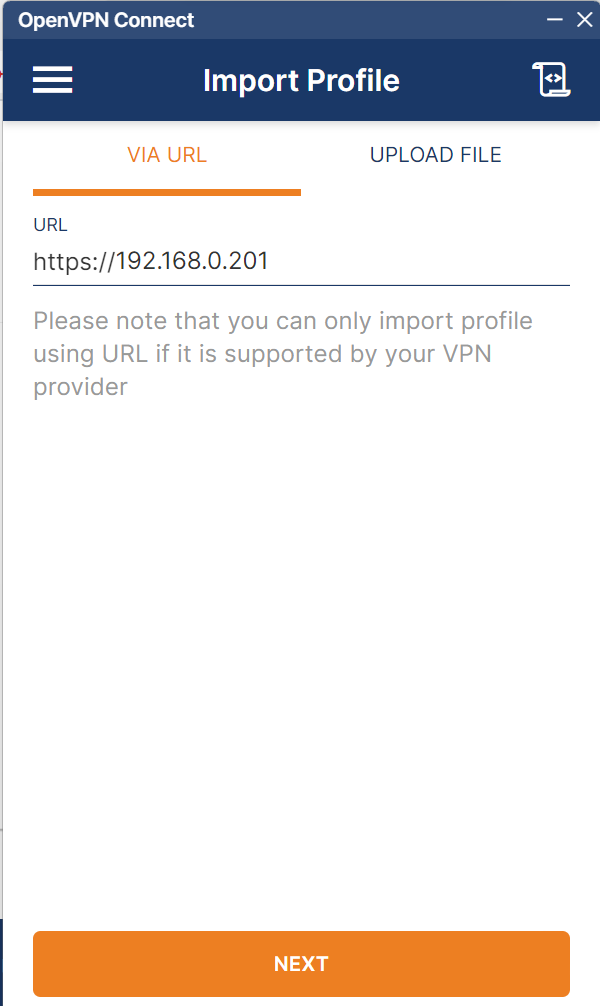 OpenVPN Connect
Import Profile
VIA URL
UPLOAD FILE
URL
https://192.168.0.201
Please note that you can only import profile
using URL if it is supported by your VPN
provider
NEXT